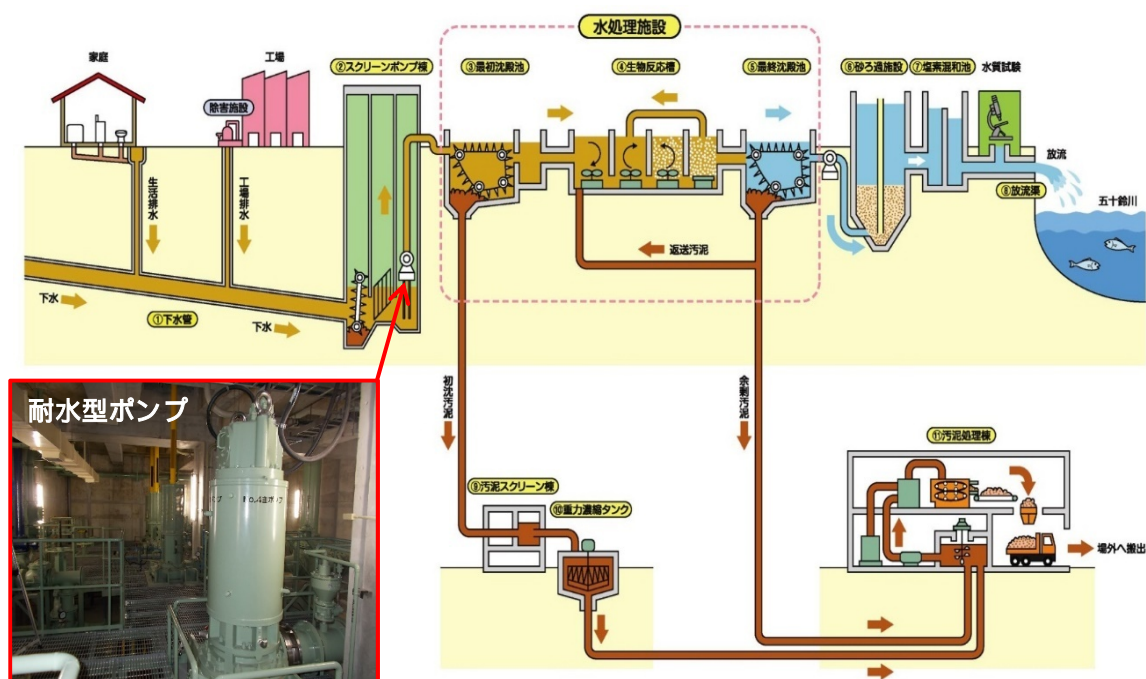 水処理施設
家庭
工場
除害施設
②スクリーンポンプ棟
③最初沈殿池
④生物反応槽
⑤最終沈殿池
⑥砂ろ過施設
⑦塩素混和池
水質試験
放流
⑧放流渠
五十鈴川
生活排水
工場排水
返送汚泥
下水
①下水管
下水
耐水型ポンプ
初沈汚泥
余剰汚泥
⑨汚泥スクリーン棟
⑩重力濃縮タンク
⑪汚泥処理棟
場外へ搬出